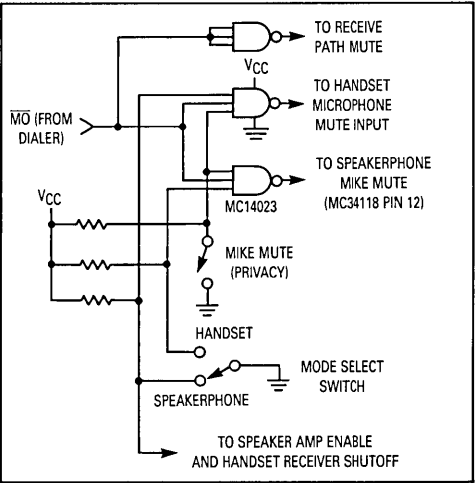 TO RECEIVE
PATH MUTE
VCC
TO HANDSET
MICROPHONE
MUTE INPUT
MO (FROM
DIALER)
TO SPEAKERPHONE
MIKE MUTE
(MC34118 PIN 12)
MC14023
VCC
MIKE MUTE
(PRIVACY)
HANDSET
MODE SELECT
SWITCH
SPEAKERPHONE
TO SPEAKER AMP ENABLE
AND HANDSET RECEIVER SHUTOFF